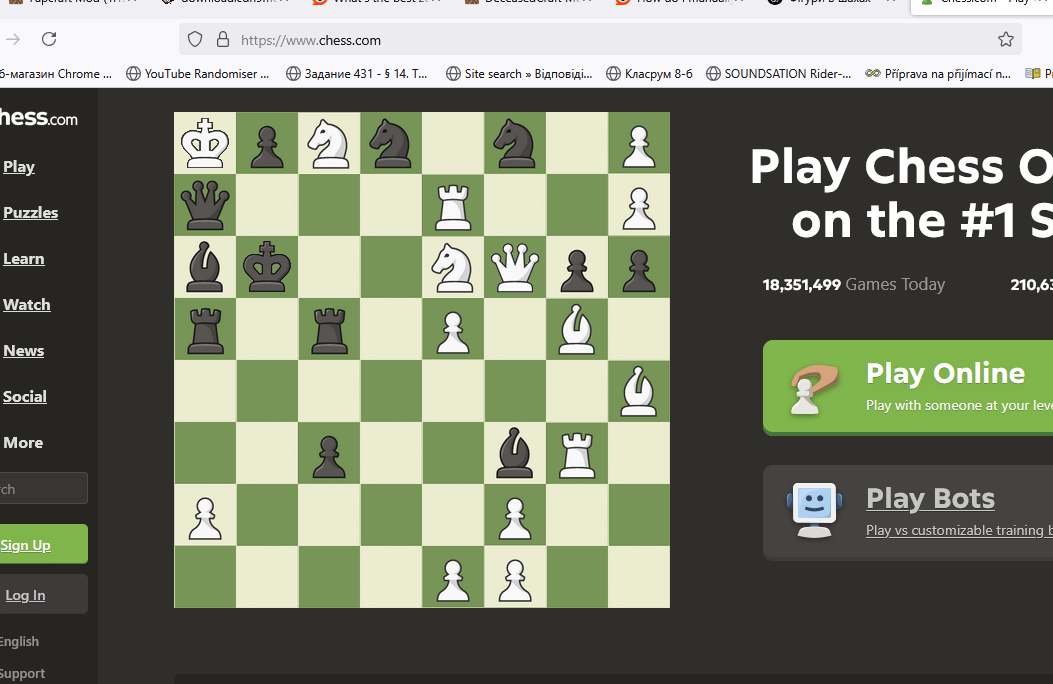 https://www.chess.com
б-магазин Chrome ... YouTube Randomiser ... Задание 431 - § 14. Т... Site search » Відповіді... Класрум 8-б SOUNDSATION Rider-... Příprava na přijímací n...
hess.com
Play
Puzzles
Learn
Watch
News
Social
More
rch
Sign Up
Log In
English
Support
Play Chess O
on the #1 S
18,351,499 Games Today 210,63
Play Online
Play with someone at your leve
Play Bots
Play vs customizable training b